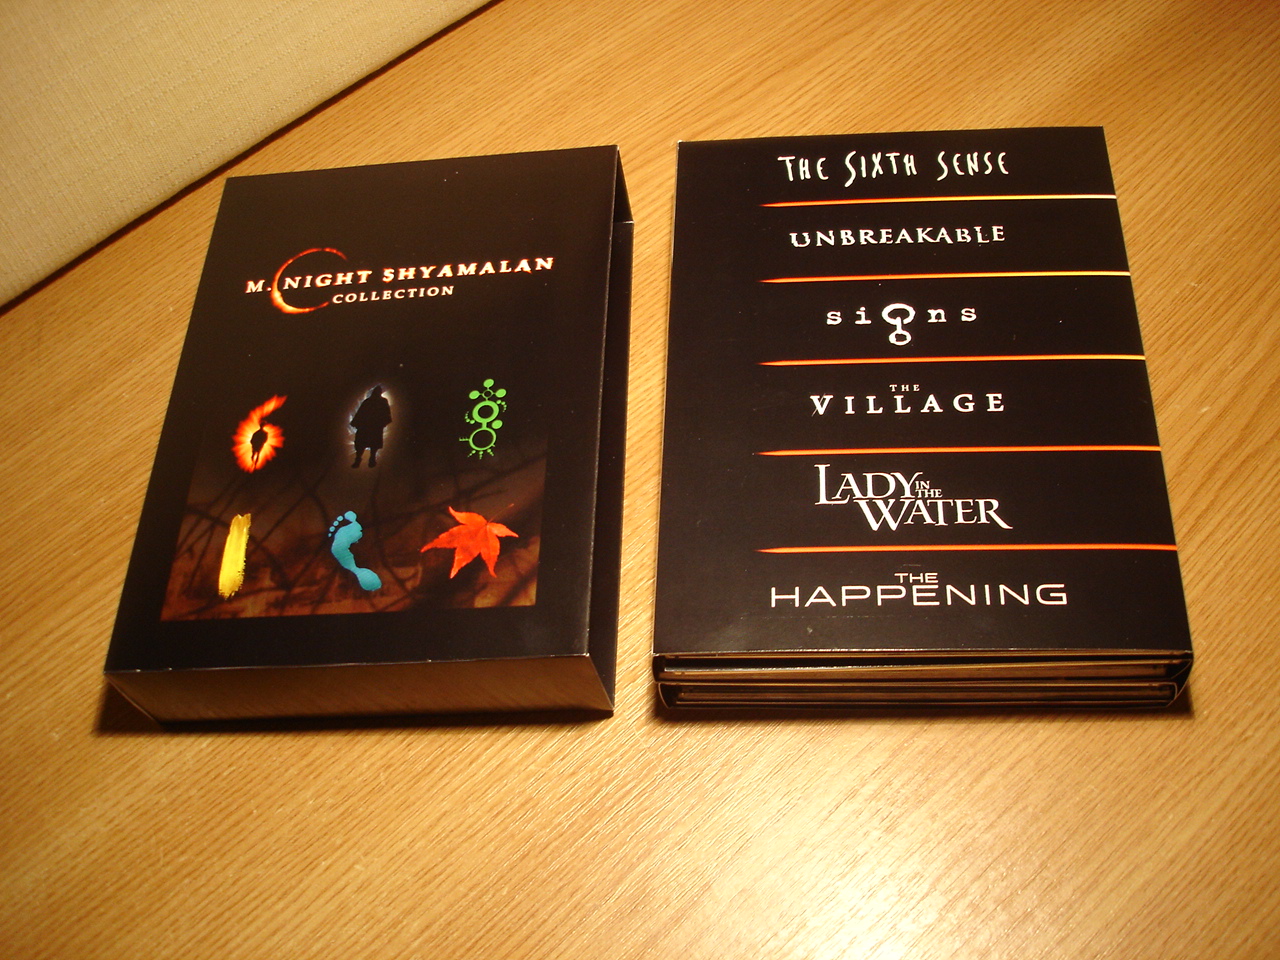 M. NIGHT SHYAMALAN
COLLECTION
THE SIXTH SENSE
UNBREAKABLE
signs
THE
VILLAGE
LADY IN THE
WATER
THE
HAPPENING